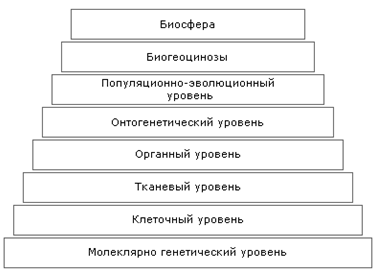 Биосфера
Биогеоцинозы
Популяционно-эволюционный
уровень
Онтогенетический уровень
Органный уровень
Тканевый уровень
Клеточный уровень
Молеклярно генетический уровень